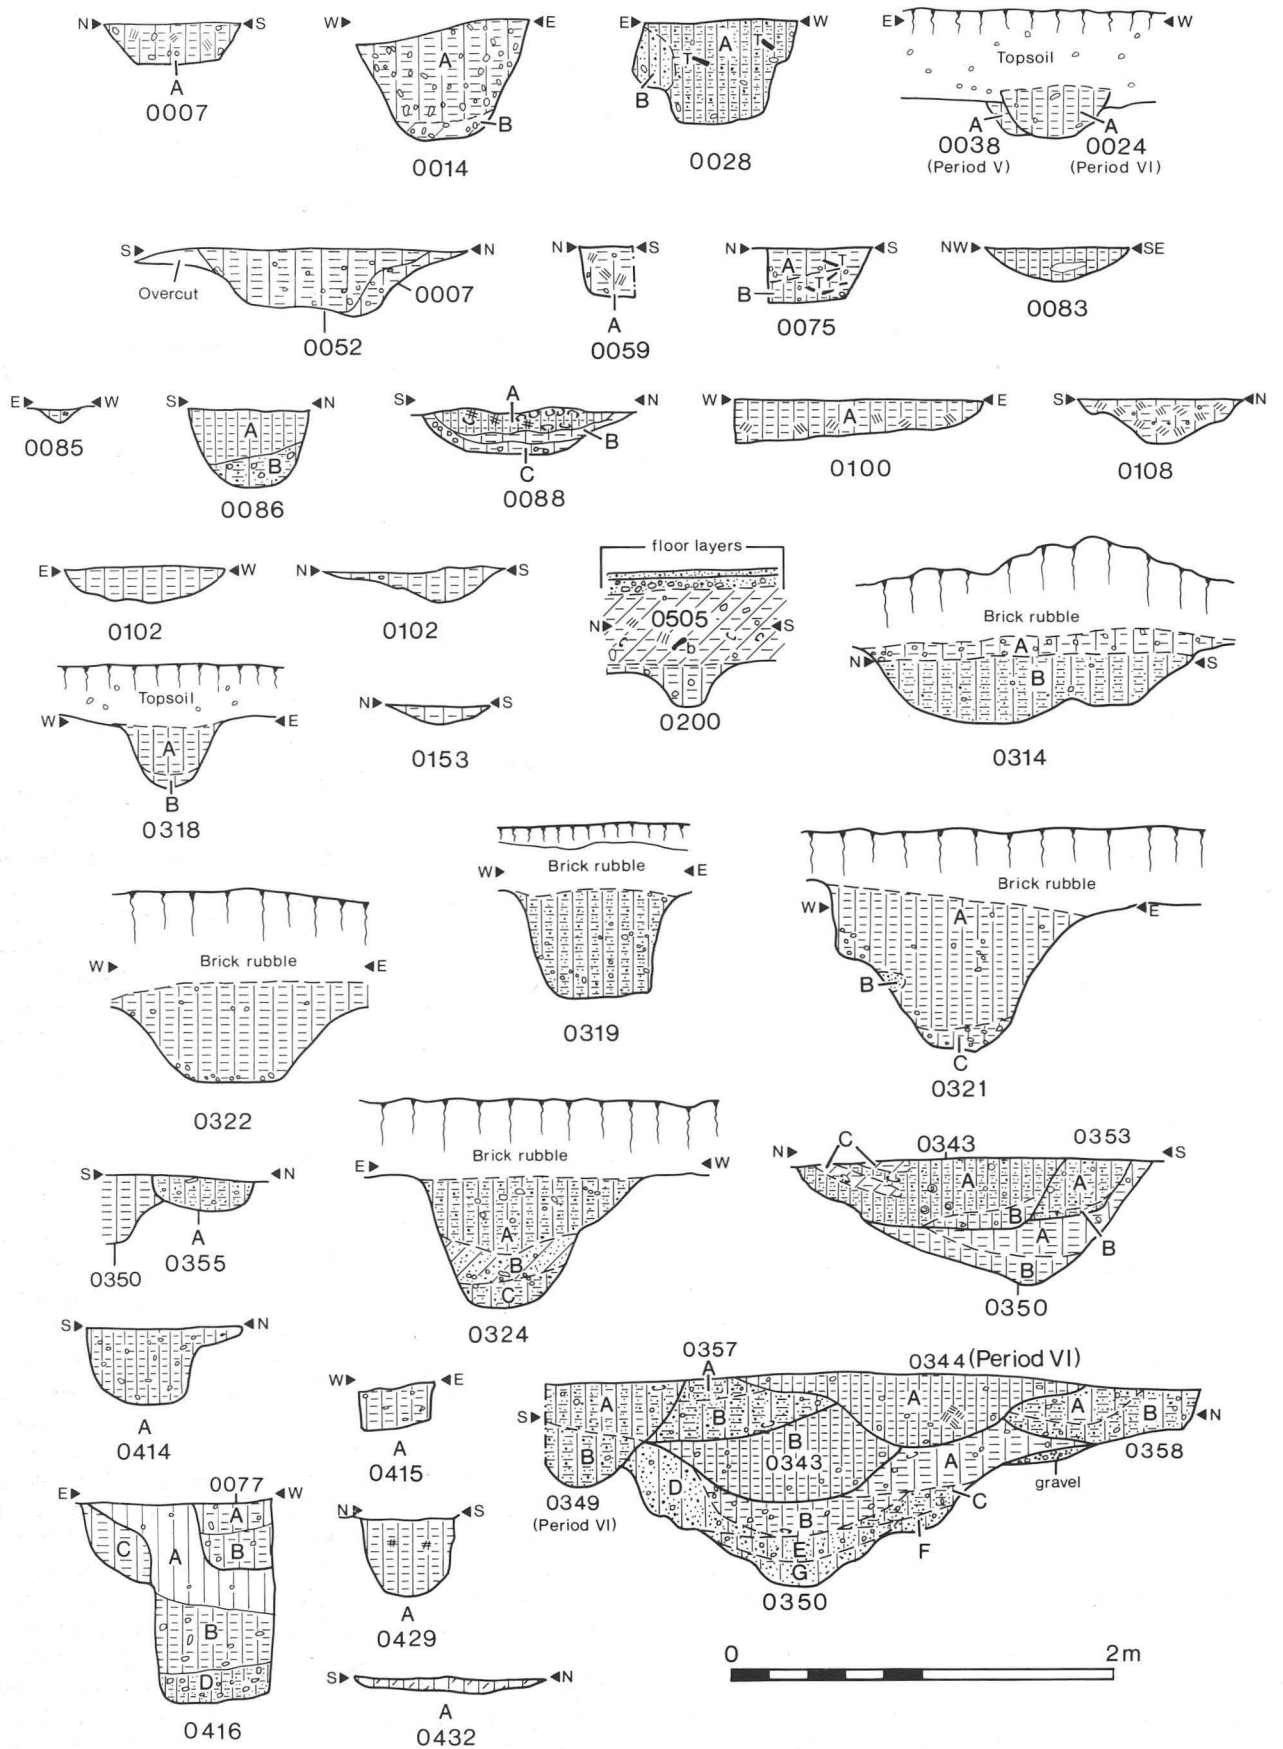 N S
A
0007
W E
A
B
0014
E W
A
T T
B
0028
E W
Topsoil
A A
0038 0024
(Period V) (Period VI)
S N
Overcut
0007
0052
N S
A
0059
N S
A T
B T
0075
NW SE
0083
E W
0085
S N
A
B
0086
S N
A
B
C
0088
W E
A
0100
S N
0108
E W
0102
N S
0102
floor layers
0505
N S
b
0200
Brick rubble
A
N S
B
0314
Topsoil
W E
A
B
0318
N S
0153
Brick rubble
W E
0319
Brick rubble
W E
A
B
C
0321
Brick rubble
W E
0322
Brick rubble
E W
A
B
C
0324
C 0343 0353
N S
A A
B
A B
B
0350
S N
A
0350 0355
S N
A
0414
W E
A
0415
0357
A
0344 (Period VI)
S N
A B A A B
B B
0343
D A
0349
(Period VI)
0358
gravel
B C
E F
G
0350
0077
E W
A
C A B
B
D
0416
N S
A
0429
S N
A
0432
0 2m